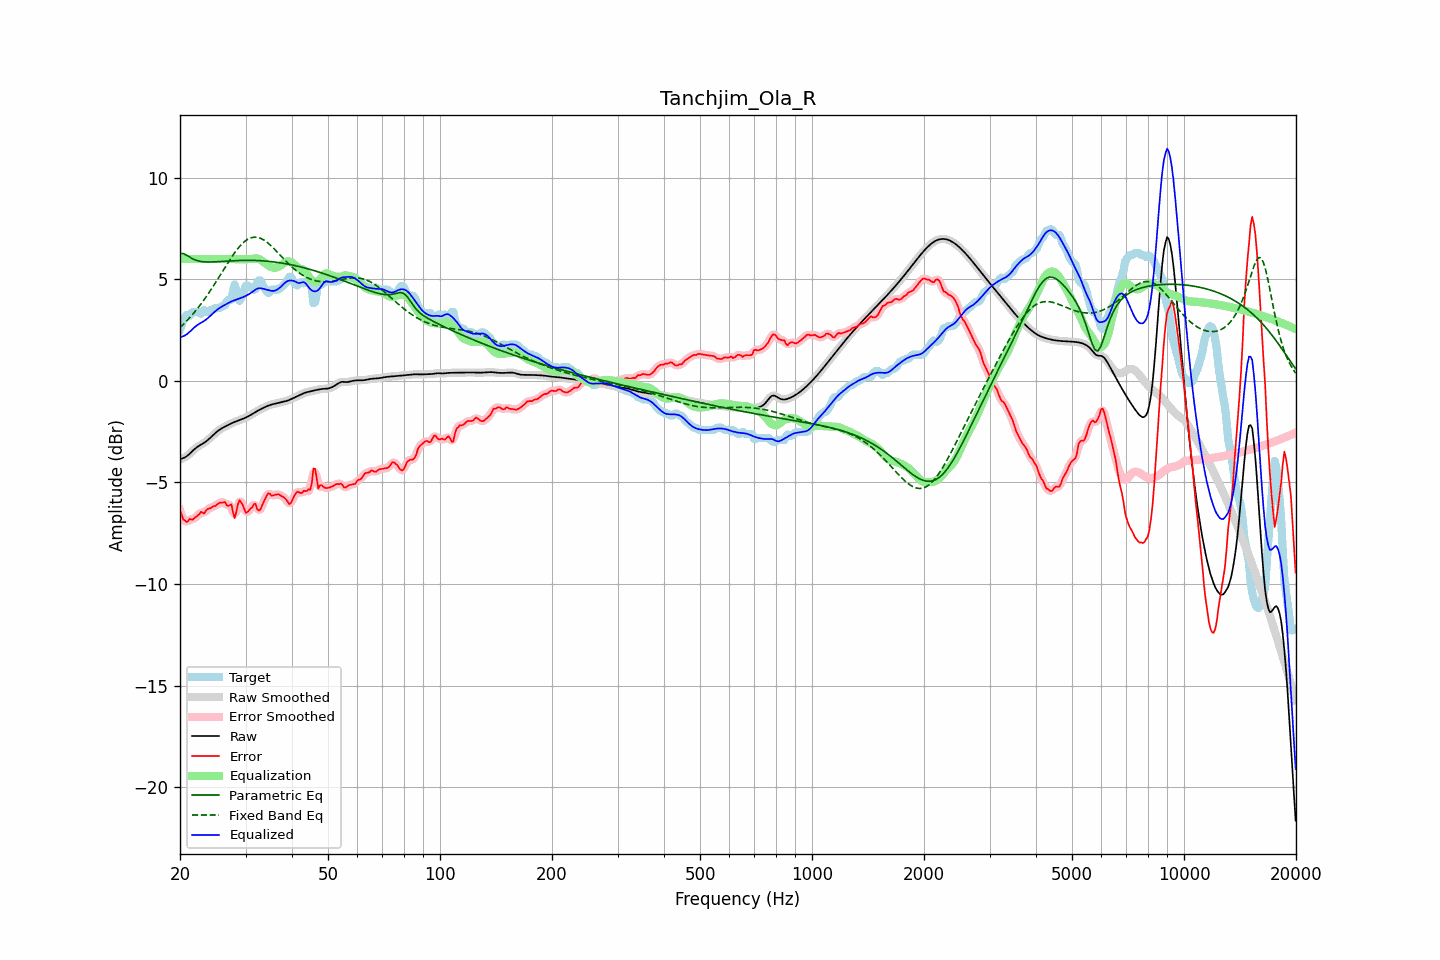 Tanchjim_Ola_R
Amplitude (dBr)
10
5
0
−5
−10
−15
−20
Target
Raw Smoothed
Error Smoothed
Raw
Error
Equalization
Parametric Eq
Fixed Band Eq
Equalized
20 50 100 200 500 1000 2000 5000 10000 20000
Frequency (Hz)